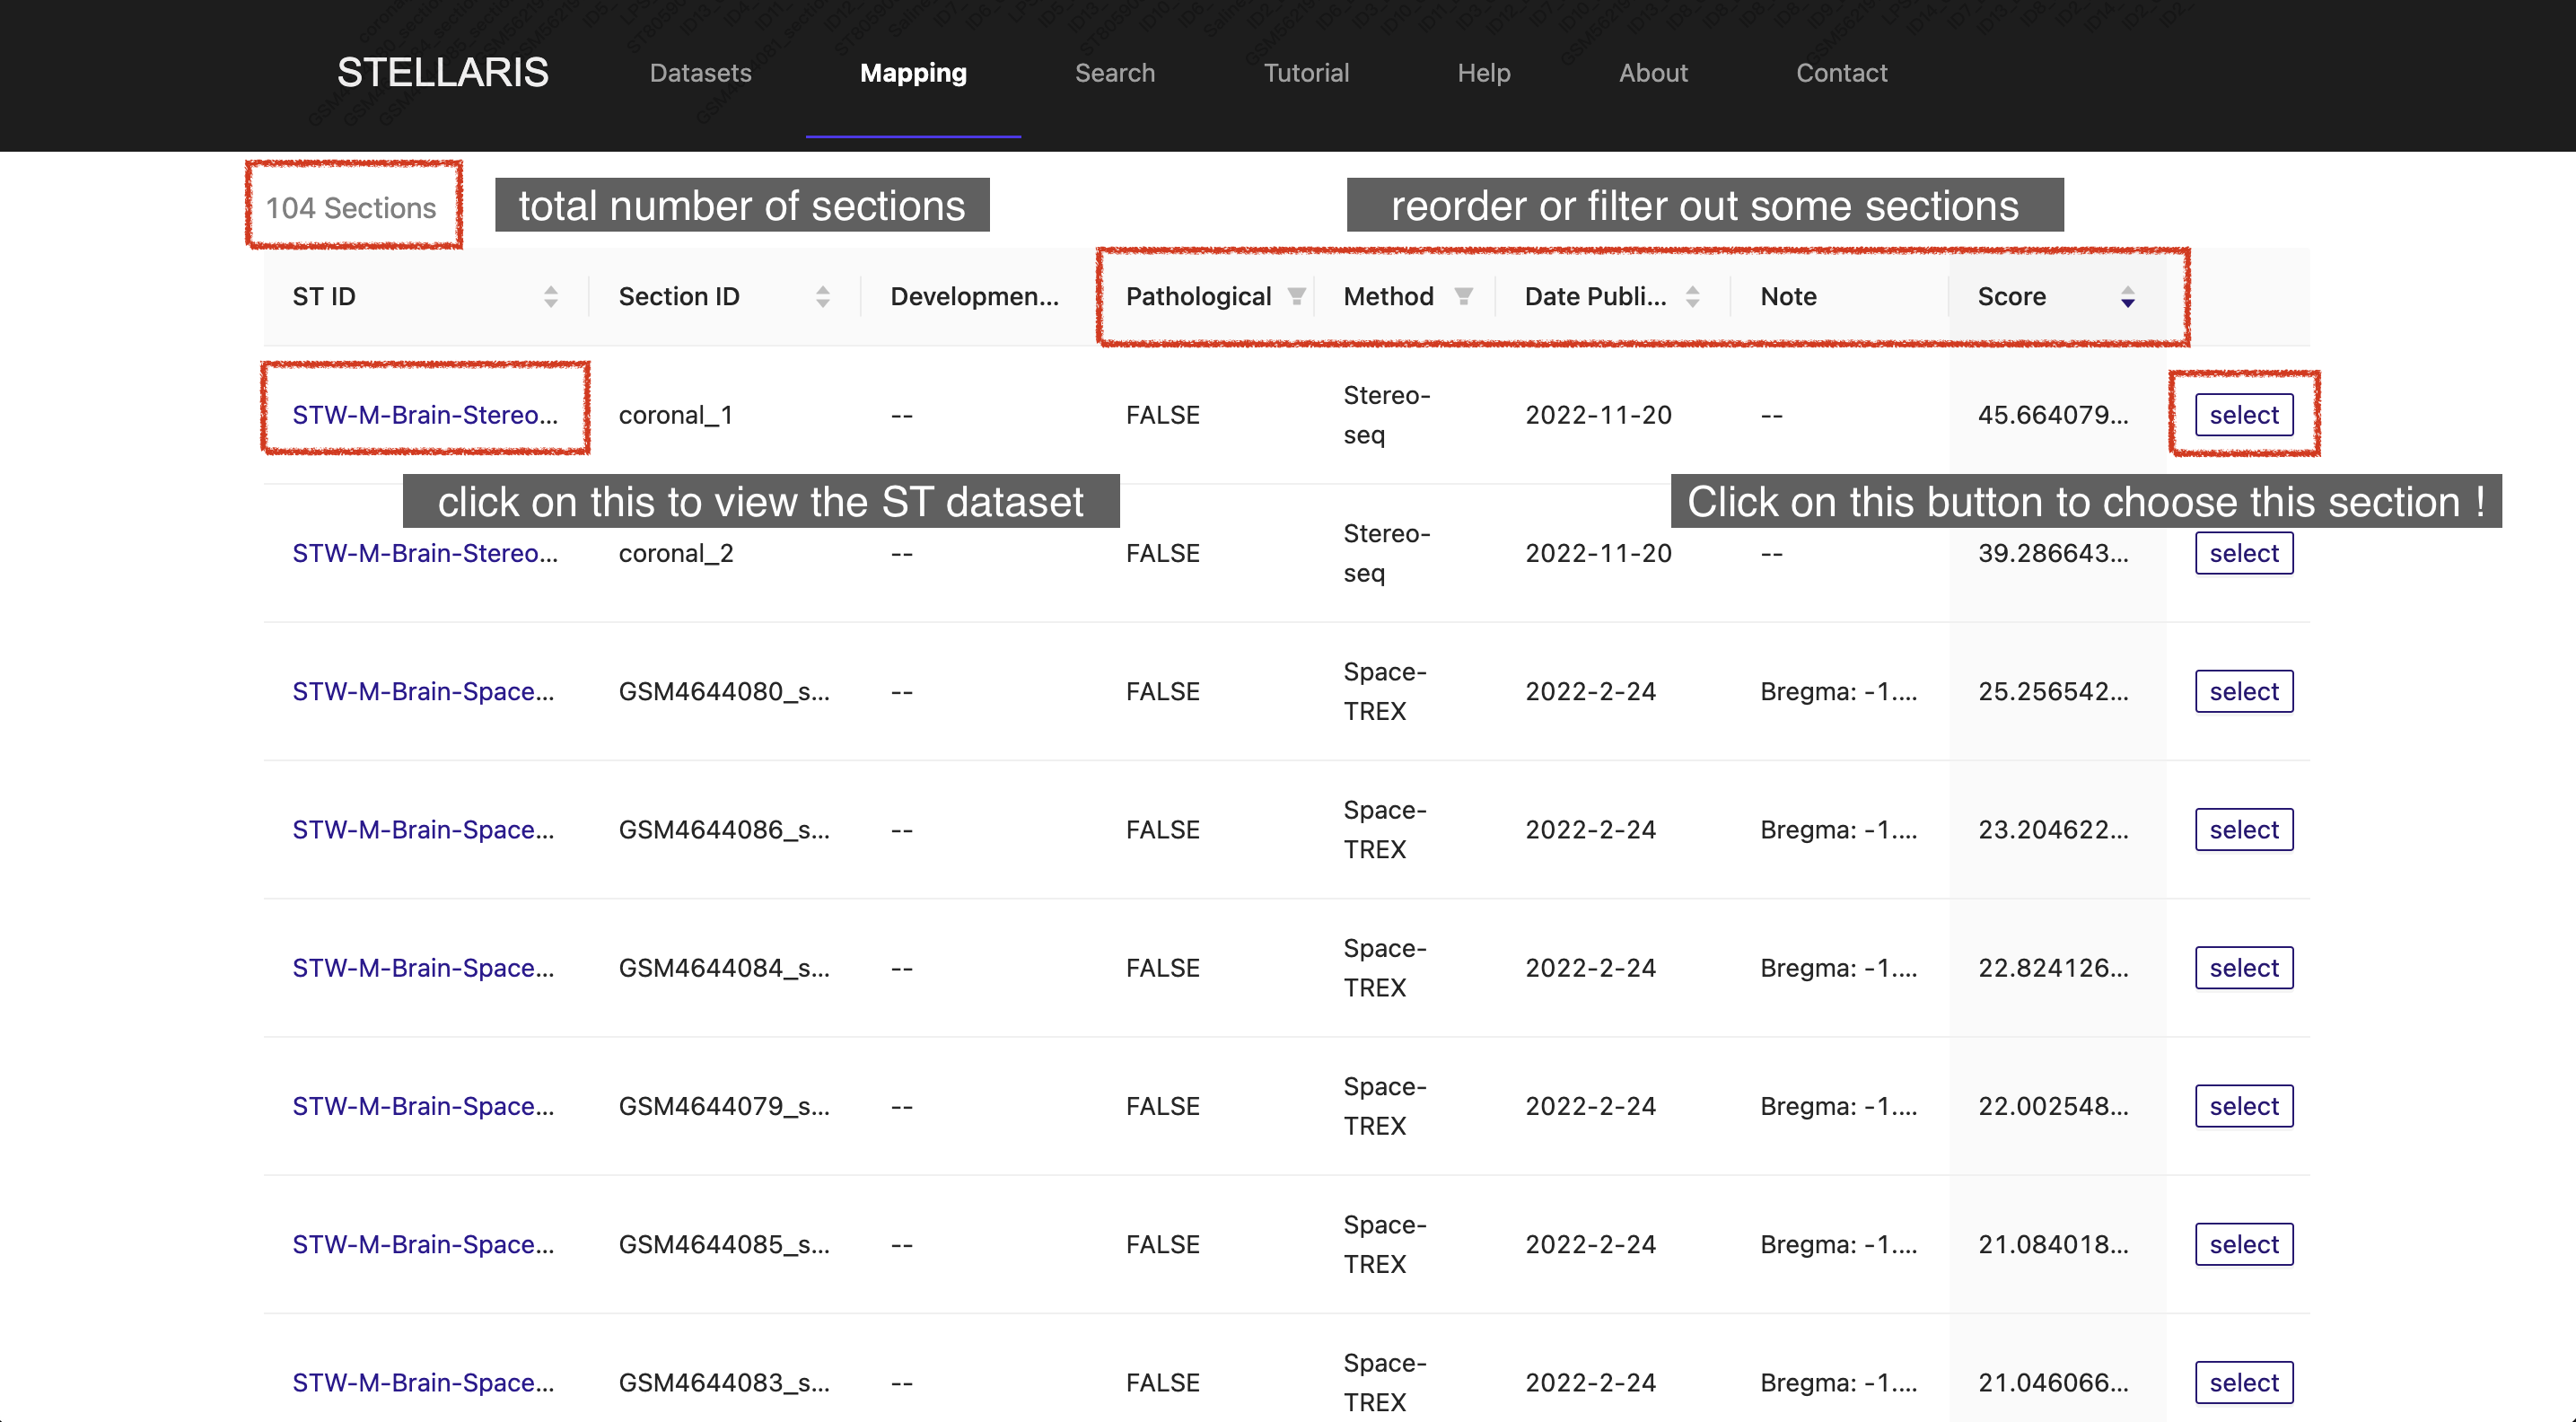 STELLARIS Datasets Mapping Search Tutorial Help About Contact
104 Sections total number of sections reorder or filter out some sections
ST ID Section ID Developmen... Pathological Method Date Publi... Note Score
STW-M-Brain-Stereo... coronal_1 -- FALSE Stereo-
seq 2022-11-20 -- 45.664079... select
click on this to view the ST dataset Click on this button to choose this section !
STW-M-Brain-Stereo... coronal_2 -- FALSE Stereo-
seq 2022-11-20 -- 39.286643... select
STW-M-Brain-Space... GSM4644080_s... -- FALSE Space-
TREX 2022-2-24 Bregma: -1.... 25.256542... select
STW-M-Brain-Space... GSM4644086_s... -- FALSE Space-
TREX 2022-2-24 Bregma: -1.... 23.204622... select
STW-M-Brain-Space... GSM4644084_s... -- FALSE Space-
TREX 2022-2-24 Bregma: -1.... 22.824126... select
STW-M-Brain-Space... GSM4644079_s... -- FALSE Space-
TREX 2022-2-24 Bregma: -1.... 22.002548... select
STW-M-Brain-Space... GSM4644085_s... -- FALSE Space-
TREX 2022-2-24 Bregma: -1.... 21.084018... select
STW-M-Brain-Space... GSM4644083_s... -- FALSE Space-
TREX 2022-2-24 Bregma: -1.... 21.046066... select